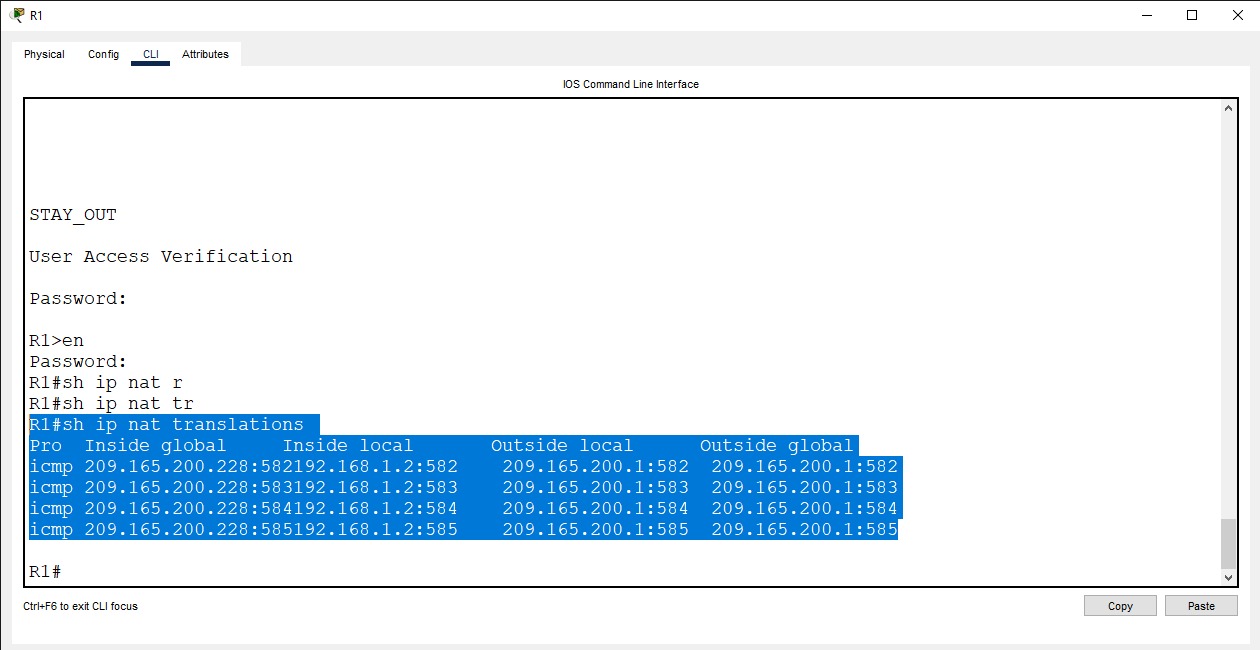 R1
Physical Config CLI Attributes
IOS Command Line Interface
STAY_OUT
User Access Verification
Password:
R1>en
Password:
R1#sh ip nat r
R1#sh ip nat tr
R1#sh ip nat translations
Pro  Inside global     Inside local       Outside local      Outside global
icmp 209.165.200.228:582192.168.1.2:582    209.165.200.1:582  209.165.200.1:582
icmp 209.165.200.228:583192.168.1.2:583    209.165.200.1:583  209.165.200.1:583
icmp 209.165.200.228:584192.168.1.2:584    209.165.200.1:584  209.165.200.1:584
icmp 209.165.200.228:585192.168.1.2:585    209.165.200.1:585  209.165.200.1:585
R1#
Ctrl+F6 to exit CLI focus
Copy Paste